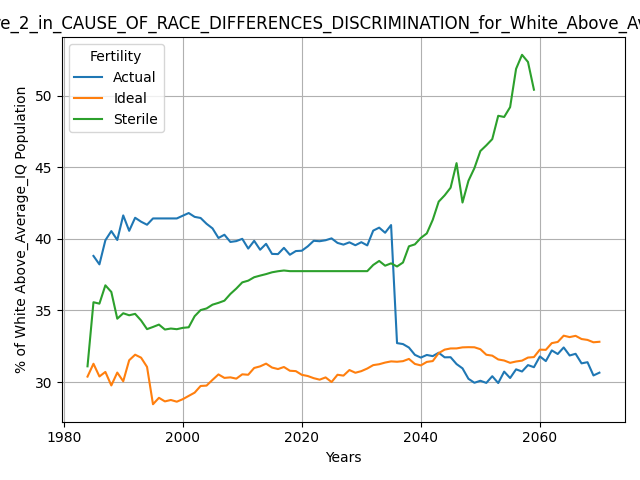 e_2_in_CAUSE_OF_RACE_DIFFERENCES_DISCRIMINATION_for_White_Above_Av
Fertility
Actual
Ideal
Sterile
% of White Above_Average_IQ Population
50
45
40
35
30
1980
2000
2020
2040
2060
Years